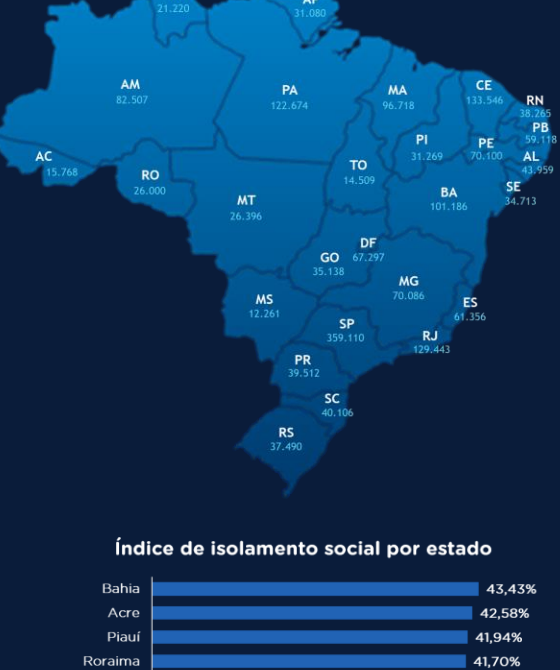 21.220
AP
31.080
AM
82.507
PA
122.674
MA
96.718
CE
133.546
RN
38.265
PB
59.118
PI
31.269
PE
70.100
AL
43.959
AC
15.768
RO
26.000
TO
14.509
SE
34.713
MT
26.396
BA
101.186
DF
67.297
GO
35.138
MG
70.086
MS
12.261
ES
61.356
SP
359.110
RJ
129.443
PR
39.512
SC
40.106
RS
37.490
Índice de isolamento social por estado
Bahia 43,43%
Acre 42,58%
Piauí 41,94%
Roraima 41,70%